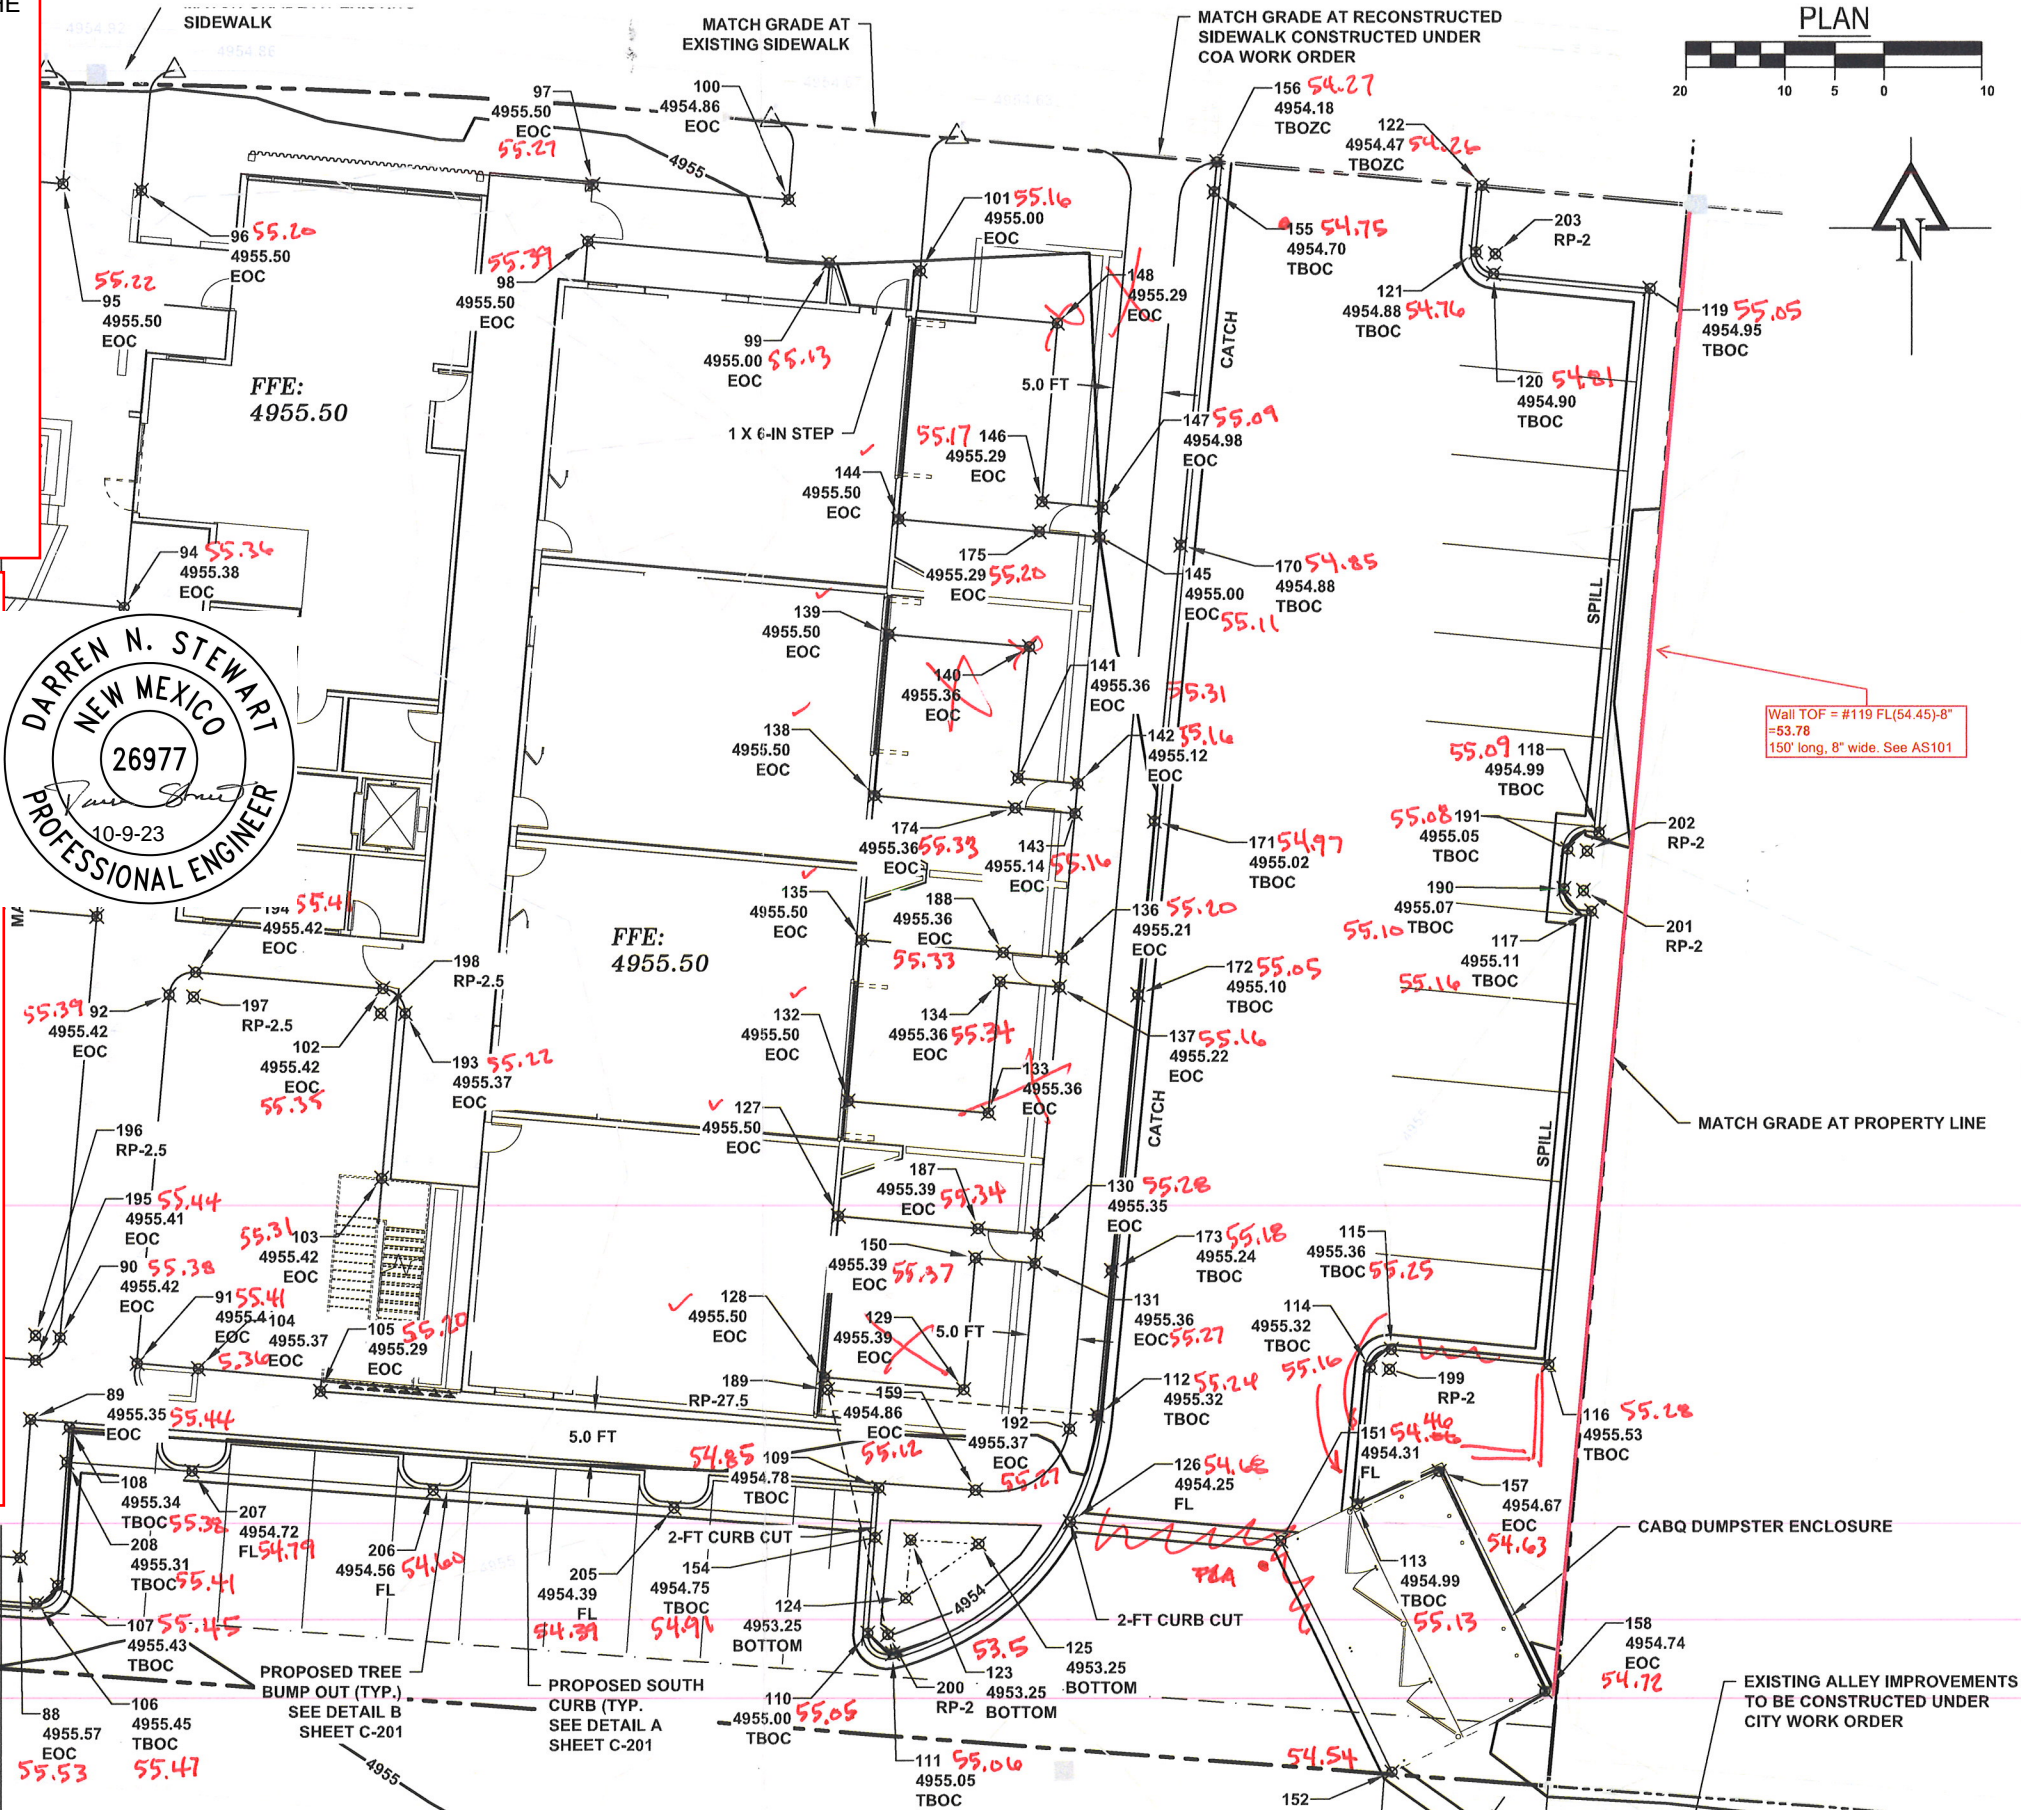 HE
SIDEWALK
MATCH GRADE AT
EXISTING SIDEWALK
MATCH GRADE AT RECONSTRUCTED
SIDEWALK CONSTRUCTED UNDER
COA WORK ORDER
PLAN
20 10 5 0 10
N
97
4955.50
EOC
55.27
100
4954.86
EOC
4955
156 54.27
4954.18
TBOZC
122
4954.47 54.26
TBOZC
101 55.16
4955.00
EOC
155 54.75
4954.70
TBOC
203
RP-2
96 55.20
4955.50
EOC
55.22
95
4955.50
EOC
55.39
98
4955.50
EOC
148
4955.29
EOC
121
4954.88 54.76
TBOC
119 55.05
4954.95
TBOC
99
4955.00 55.13
EOC
CATCH
FFE:
4955.50
5.0 FT
120 54.81
4954.90
TBOC
1 X 6-IN STEP
147 55.09
4954.98
EOC
55.17 146
4955.29
EOC
144
4955.50
EOC
94 55.36
4955.38
EOC
175
4955.29 55.20
EOC
145
4955.00
EOC 55.11
170 54.85
4954.88
TBOC
SPILL
139
4955.50
EOC
DARREN N. STEWART
NEW MEXICO
26977
10-9-23
PROFESSIONAL ENGINEER
140
4955.36
EOC
141
4955.36
EOC
55.31
Wall TOF = #119 FL(54.45)-8"
=53.78
150' long, 8" wide. See AS101
138
4955.50
EOC
142 55.16
4955.12
EOC
55.09 118
4954.99
TBOC
174
4955.36 55.33
EOC
143
4955.14
EOC 55.16
171 54.97
4955.02
TBOC
55.08 191
4955.05
TBOC
202
RP-2
194 55.41
4955.42
EOC
135
4955.50
EOC
188
4955.36
EOC
55.33
136 55.20
4955.21
EOC
190
4955.07
55.10 TBOC
201
RP-2
117
4955.11
TBOC
55.16
FFE:
4955.50
198
RP-2.5
55.39 92
4955.42
EOC
197
RP-2.5
172 55.05
4955.10
TBOC
132
4955.50
EOC
134
4955.36 55.34
EOC
137 55.16
4955.22
EOC
102
4955.42
EOC
55.35
193 55.22
4955.37
EOC
133
4955.36
EOC
CATCH
127
4955.50
EOC
MATCH GRADE AT PROPERTY LINE
SPILL
196
RP-2.5
195 55.44
4955.41
EOC
187
4955.39
EOC 55.34
130 55.28
4955.35
EOC
55.31 103
4955.42
EOC
150
4955.39
EOC 55.37
173 55.18
4955.24
TBOC
115
4955.36
TBOC 55.25
90 55.38
4955.42
EOC
91 55.41
4955.4
EOC
104
4955.37
EOC
105 55.20
4955.29
EOC
128
4955.50
EOC
129
4955.39
EOC
5.0 FT
131
4955.36
EOC 55.27
114
4955.32
TBOC
55.16
199
RP-2
189
RP-27.5
159
4954.86
EOC
55.12
192
4955.37
EOC
55.27
112 55.24
4955.32
TBOC
116 55.28
4955.53
TBOC
89
4955.35 55.44
EOC
5.0 FT
151 54.46
4954.31
FL
54.85 109
4954.78
TBOC
126 54.68
4954.25
FL
157
4954.67
EOC
54.63
108
4955.34
TBOC 55.38
207
4954.72
FL 54.79
208
4955.31
TBOC 55.41
206
4954.56 54.60
FL
205
4954.39
FL
54.39
2-FT CURB CUT
154
4954.75
TBOC
54.91
CABQ DUMPSTER ENCLOSURE
113
4954.99
TBOC
55.13
124
4953.25
BOTTOM
4954
2-FT CURB CUT
107 55.45
4955.43
TBOC
53.5
125
4953.25
BOTTOM
158
4954.74
EOC
54.72
123
4953.25
BOTTOM
200
RP-2
PROPOSED TREE
BUMP OUT (TYP.)
SEE DETAIL B
SHEET C-201
PROPOSED SOUTH
CURB (TYP.
SEE DETAIL A
SHEET C-201
EXISTING ALLEY IMPROVEMENTS
TO BE CONSTRUCTED UNDER
CITY WORK ORDER
88
4955.57
EOC
55.53
106
4955.45
TBOC
55.47
110 55.05
4955.00
TBOC
4955
111 55.06
4955.05
TBOC
54.54
152